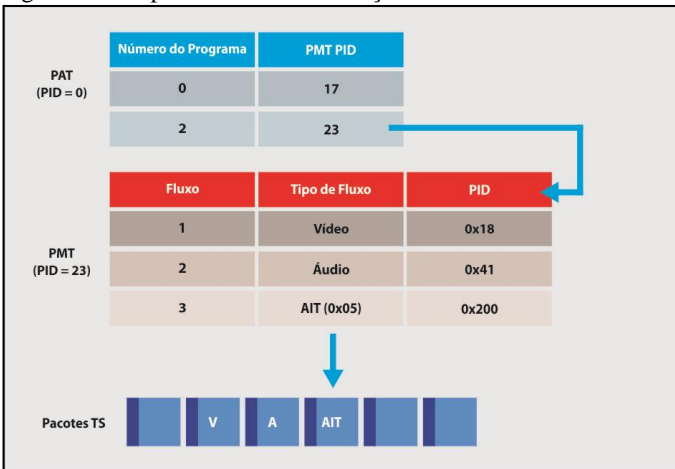 Número do Programa PMT PID
PAT
(PID = 0)
0 17
2 23
Fluxo Tipo de Fluxo PID
1 Vídeo 0x18
PMT
(PID = 23)
2 Áudio 0x41
3 AIT (0x05) 0x200
Pacotes TS V A AIT